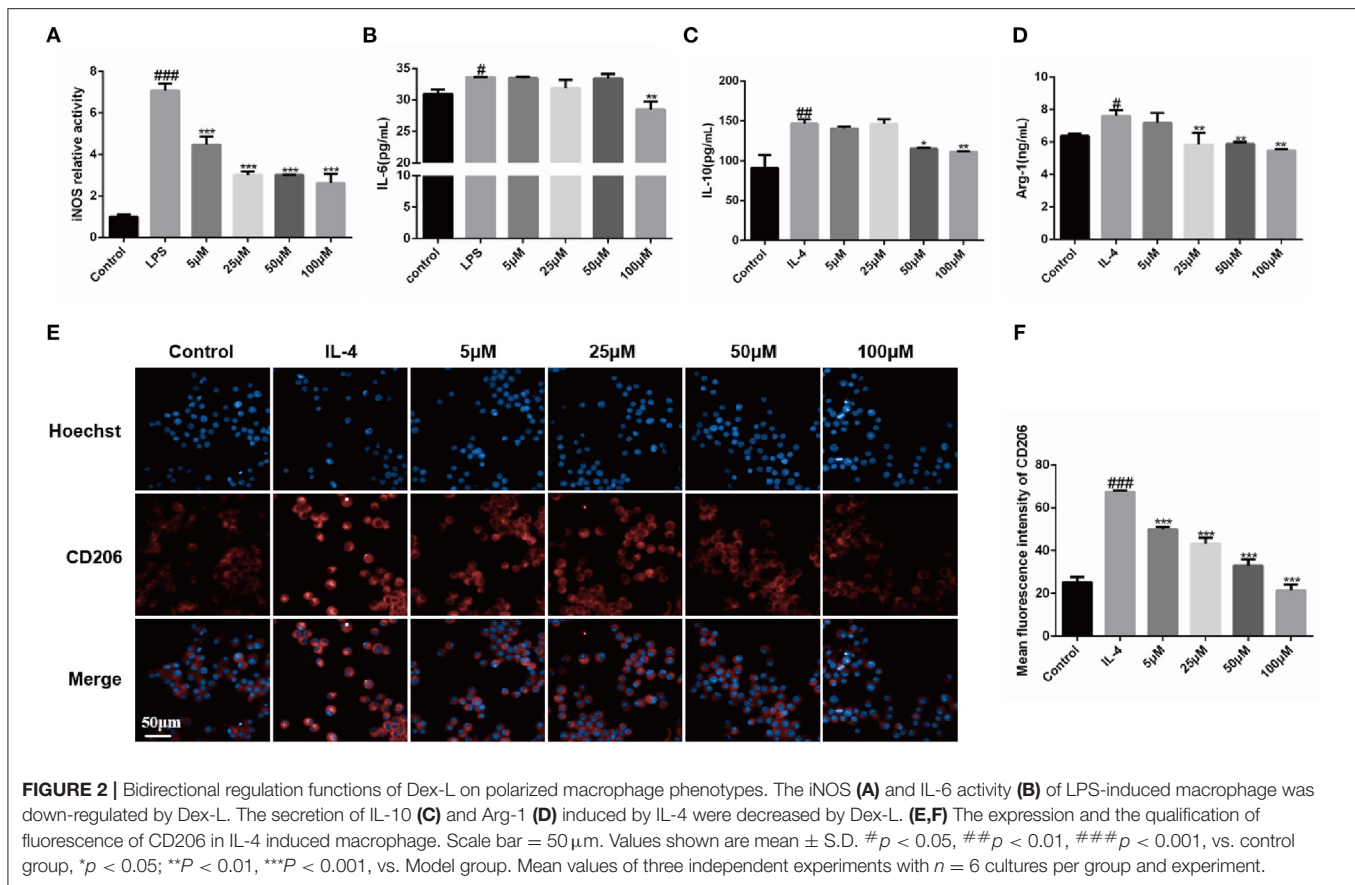 A
B
C
D
iNOS relative activity
8
6
4
2
0
###
***
***
***
***
Control
LPS
5μM
25μM
50μM
100μM
IL-6(pg/mL)
35
30
25
20
10
5
0
#
**
control
LPS
5μM
25μM
50μM
100μM
IL-10(pg/mL)
200
150
100
50
0
##
*
**
Control
IL-4
5μM
25μM
50μM
100μM
Arg-1(ng/mL)
10
8
6
4
2
0
#
**
**
**
Control
IL-4
5μM
25μM
50μM
100μM
E
Control IL-4 5μM 25μM 50μM 100μM
Hoechst
CD206
Merge
50μm
F
Mean fluorescence intensity of CD206
80
60
40
20
0
###
***
***
***
***
Control
IL-4
5μM
25μM
50μM
100μM
FIGURE 2 | Bidirectional regulation functions of Dex-L on polarized macrophage phenotypes. The iNOS (A) and IL-6 activity (B) of LPS-induced macrophage was
down-regulated by Dex-L. The secretion of IL-10 (C) and Arg-1 (D) induced by IL-4 were decreased by Dex-L. (E,F) The expression and the qualification of
fluorescence of CD206 in IL-4 induced macrophage. Scale bar = 50 μm. Values shown are mean ± S.D. #p < 0.05, ##p < 0.01, ###p < 0.001, vs. control
group, *p < 0.05; **P < 0.01, ***P < 0.001, vs. Model group. Mean values of three independent experiments with n = 6 cultures per group and experiment.